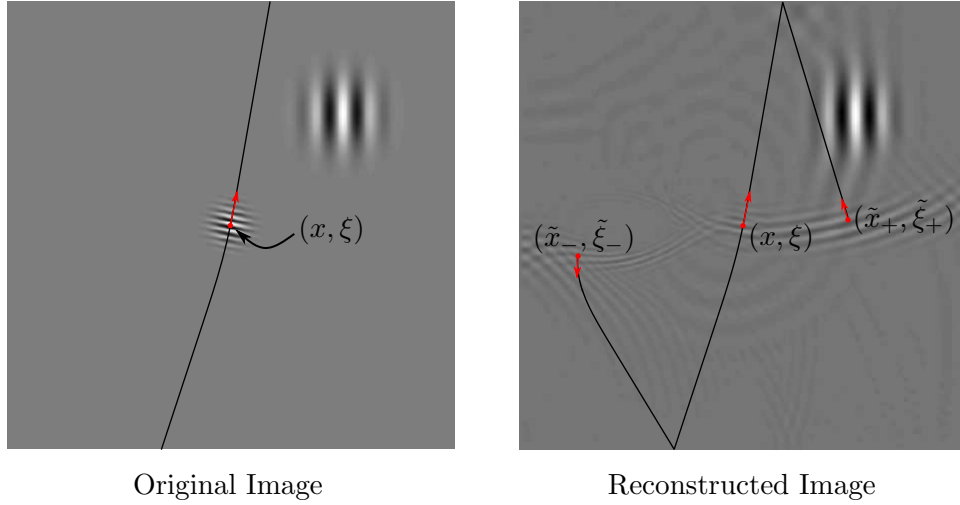 (x, ξ)
(x̃₋, ξ̃₋)
(x, ξ)
(x̃₊, ξ̃₊)
Original Image
Reconstructed Image